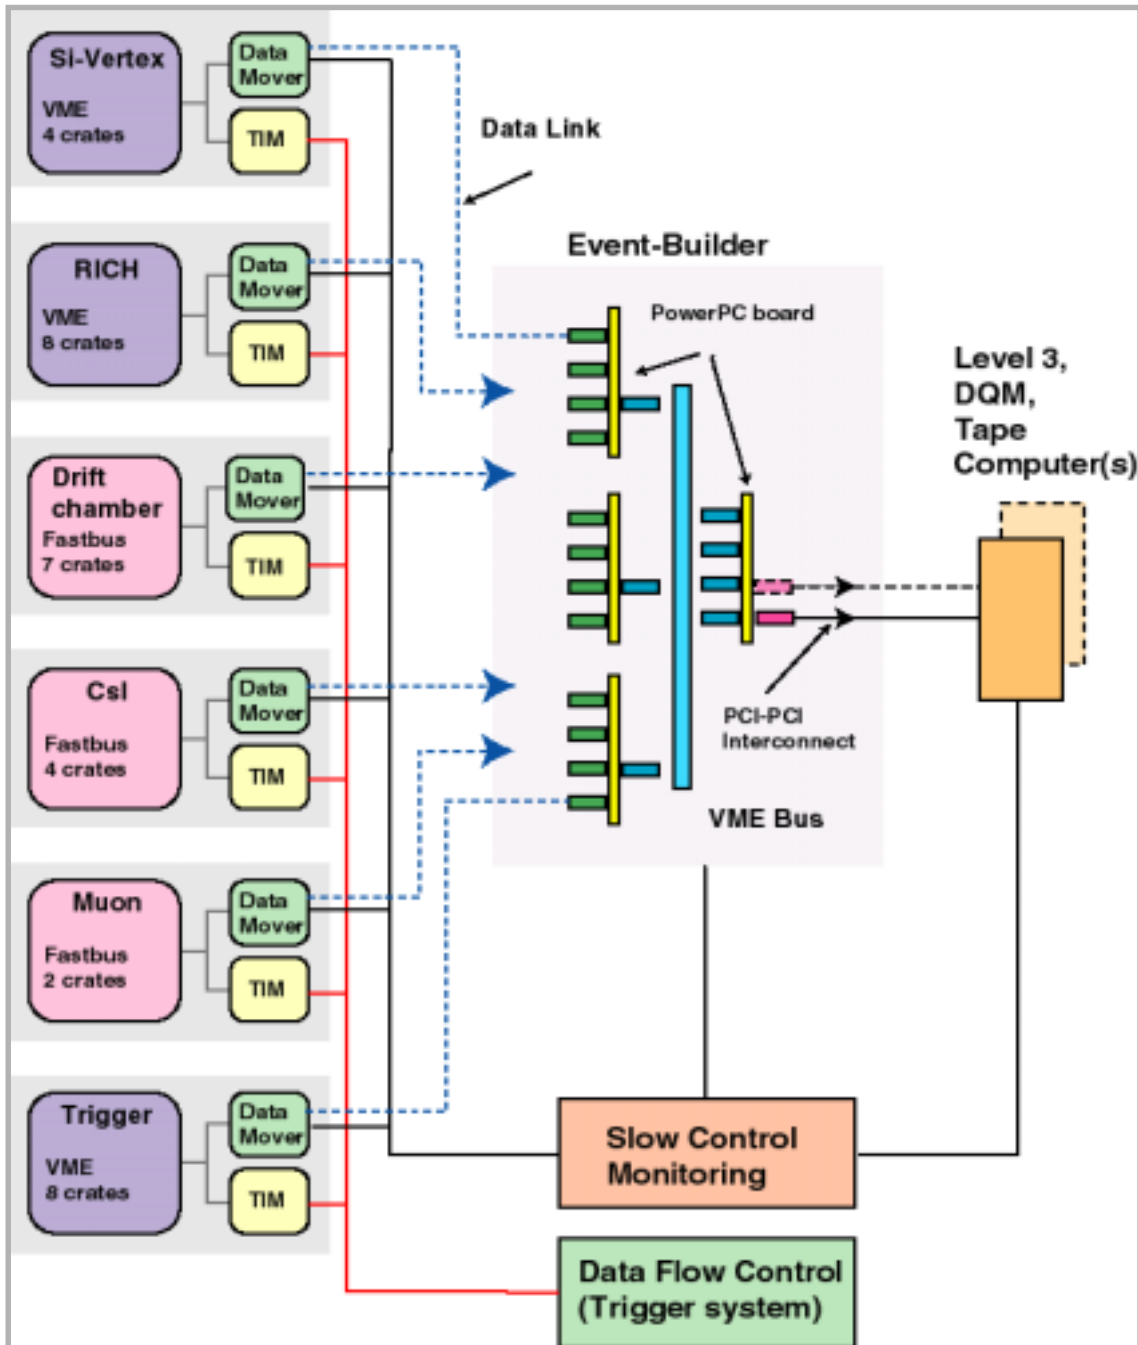 Si-Vertex
VME
4 crates
Data
Mover
TIM
RICH
VME
8 crates
Data
Mover
TIM
Drift
chamber
Fastbus
7 crates
Data
Mover
TIM
CsI
Fastbus
4 crates
Data
Mover
TIM
Muon
Fastbus
2 crates
Data
Mover
TIM
Trigger
VME
8 crates
Data
Mover
TIM
Data Link
Event-Builder
PowerPC board
PCI-PCI
Interconnect
VME Bus
Level 3,
DQM,
Tape
Computer(s)
Slow Control
Monitoring
Data Flow Control
(Trigger system)